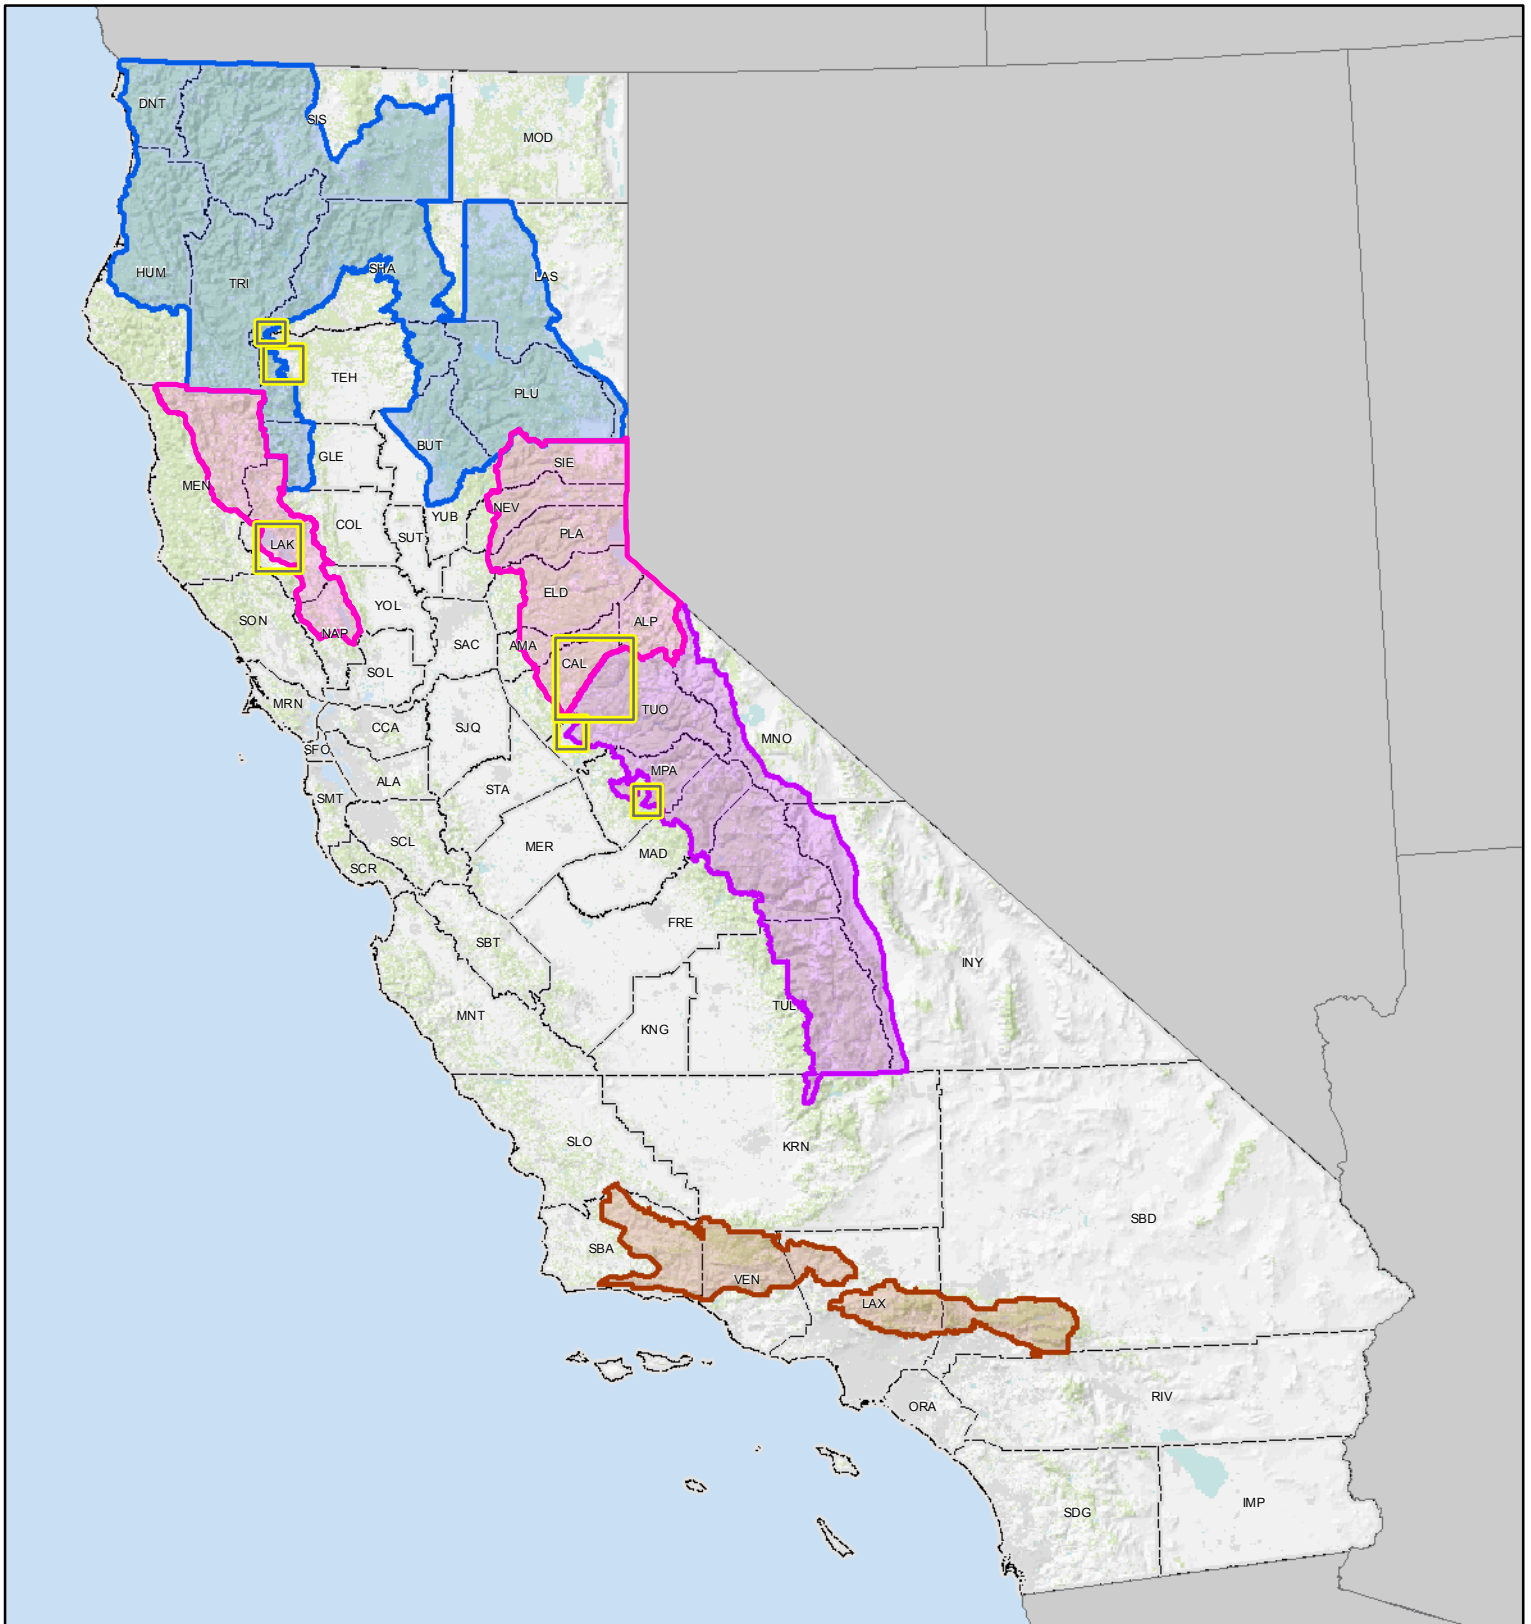 DNT
SIS
MOD
HUM
TRI
SHA
LAS
TEH
PLU
BUT
GLE
SIE
MEN
NEV
YUB
COL
SUT
PLA
LAK
ELD
YOL
SON
ALP
NAP
SAC
AMA
CAL
SOL
MRN
TUO
CCA
SJQ
MNO
SFO
MPA
ALA
STA
SMT
SCL
MER
MAD
SCR
FRE
SBT
INY
TUL
MNT
KNG
SLO
KRN
SBD
SBA
VEN
LAX
RIV
ORA
IMP
SDG